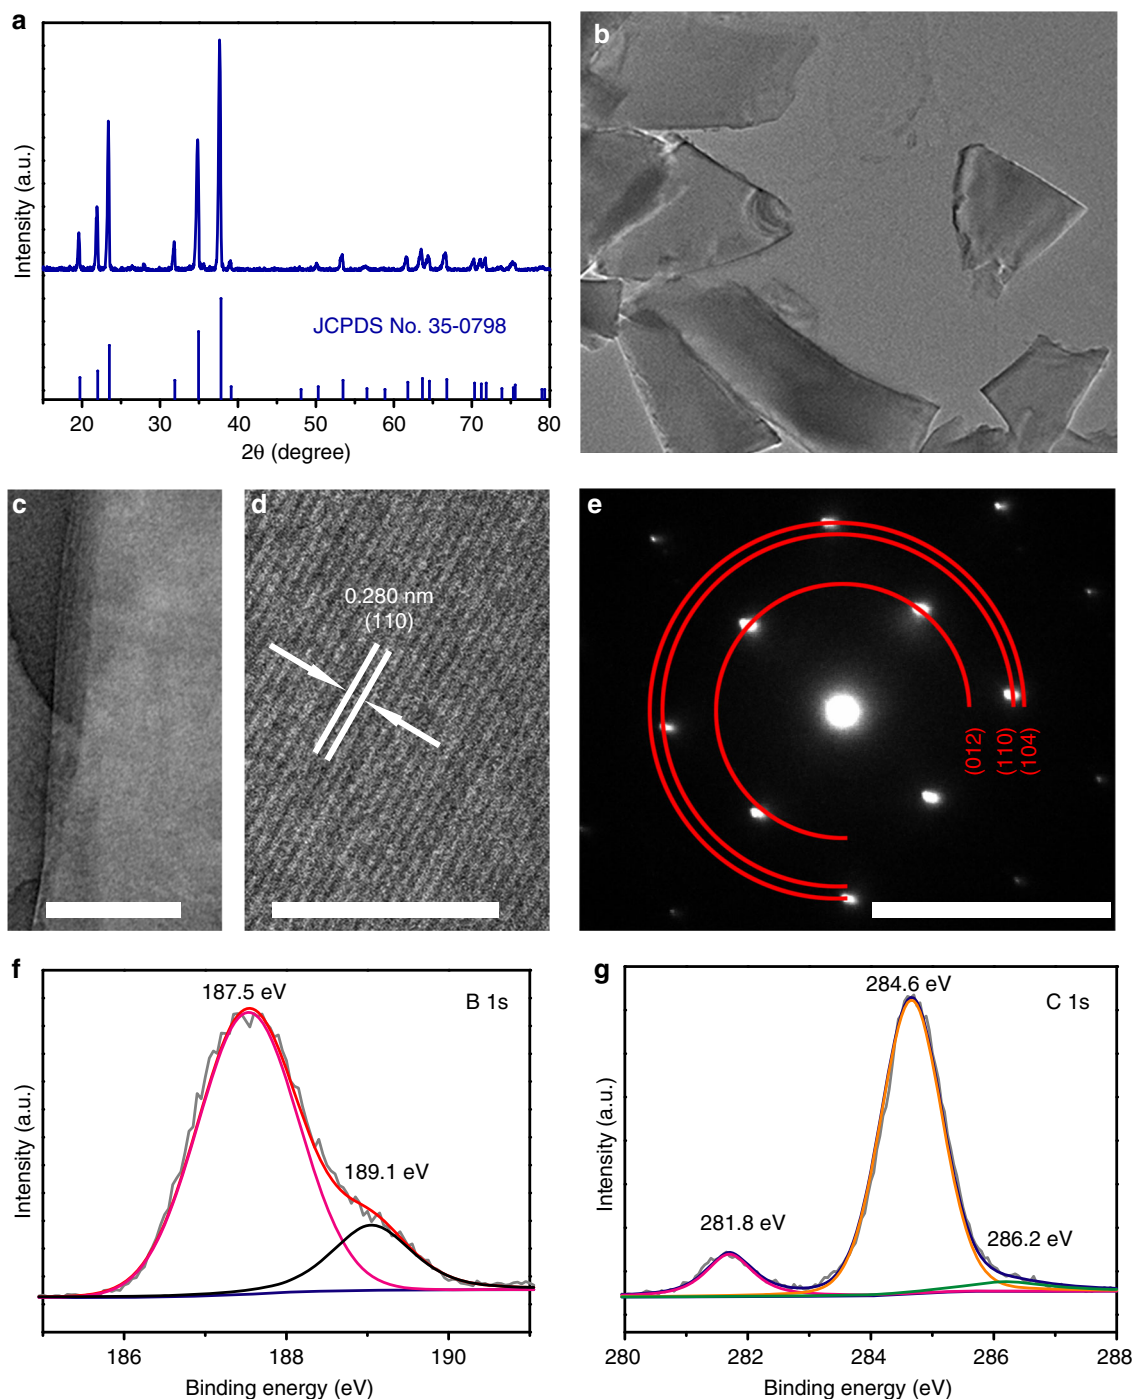 a
Intensity (a.u.)
JCPDS No. 35-0798
20 30 40 50 60 70 80
2θ (degree)
b
c
d
0.280 nm
(110)
e
(012)
(110)
(104)
f
187.5 eV
B 1s
189.1 eV
Intensity (a.u.)
186 188 190
Binding energy (eV)
g
284.6 eV
C 1s
281.8 eV
286.2 eV
Intensity (a.u.)
280 282 284 286 288
Binding energy (eV)